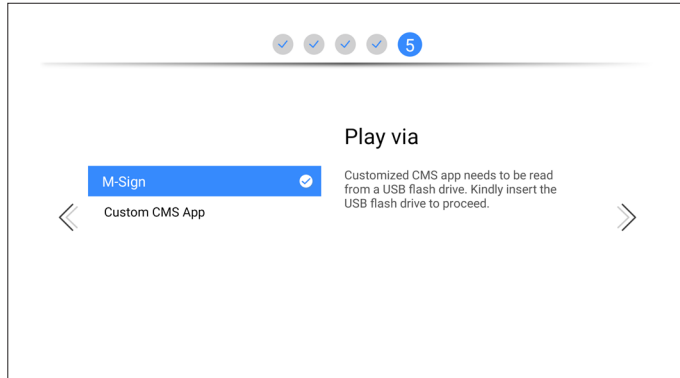 5
Play via
M-Sign
Custom CMS App
Customized CMS app needs to be read
from a USB flash drive. Kindly insert the
USB flash drive to proceed.